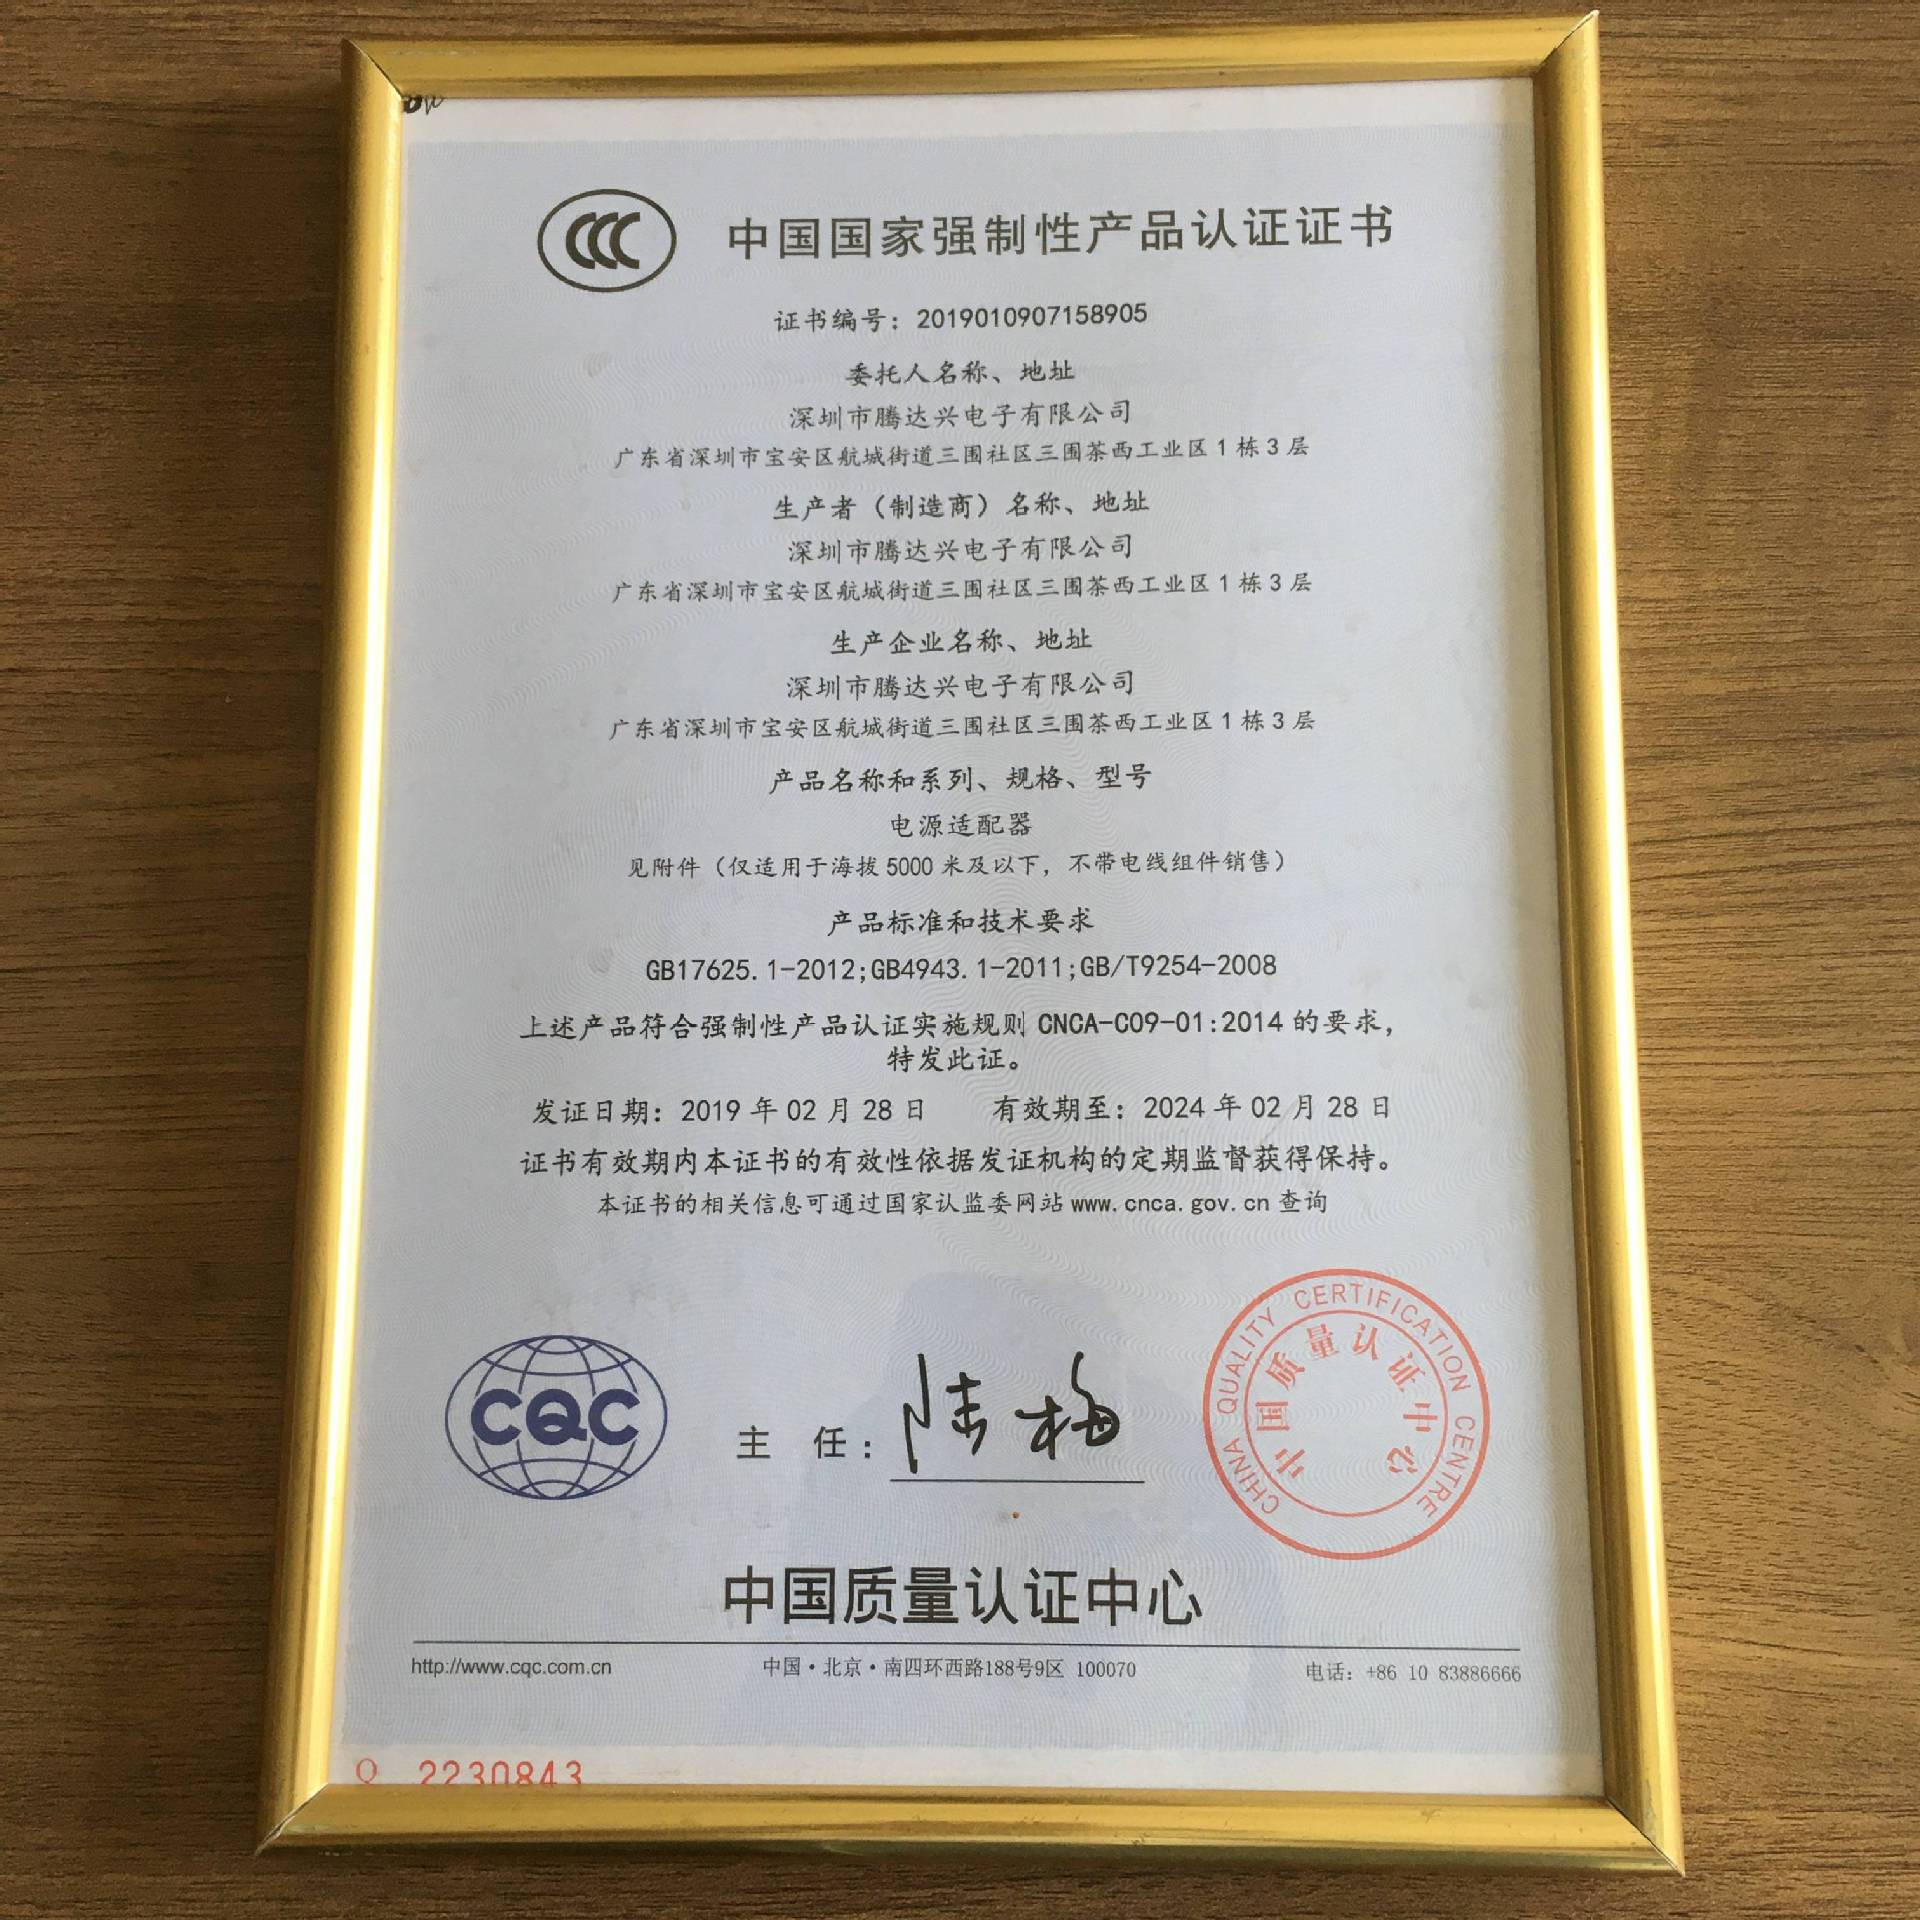 中国国家强制性产品认证证书
证书编号：2019010907158905
委托人名称、地址
深圳市腾达兴电子有限公司
广东省深圳市宝安区航城街道三围社区三围茶西工业区1栋3层
生产者（制造商）名称、地址
深圳市腾达兴电子有限公司
广东省深圳市宝安区航城街道三围社区三围茶西工业区1栋3层
生产企业名称、地址
深圳市腾达兴电子有限公司
广东省深圳市宝安区航城街道三围社区三围茶西工业区1栋3层
产品名称和系列、规格、型号
电源适配器
见附件（仅适用于海拔5000米及以下，不带电线组件销售）
产品标准和技术要求
GB17625.1-2012;GB4943.1-2011;GB/T9254-2008
上述产品符合强制性产品认证实施规则CNCA-C09-01:2014的要求，
特发此证。
发证日期：2019年02月28日 有效期至：2024年02月28日
证书有效期内本证书的有效性依据发证机构的定期监督获得保持。
本证书的相关信息可通过国家认监委网站www.cnca.gov.cn查询
CHINA QUALITY CERTIFICATION CENTRE
中国质量认证中心
CQC
主 任：陆梅
中国质量认证中心
http://www.cqc.com.cn 中国·北京·南四环西路188号9区 100070 电话：+86 10 83886666
Q 2230843